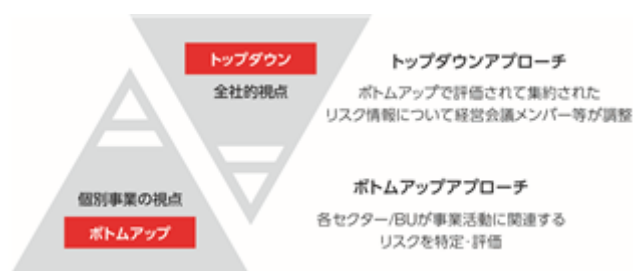 トップダウン
全社的視点
個別事業の視点
ボトムアップ
トップダウンアプローチ
ボトムアップで評価されて集約された
リスク情報について経営会議メンバー等が調整
ボトムアップアプローチ
各セクター/BUが事業活動に関連する
リスクを特定・評価